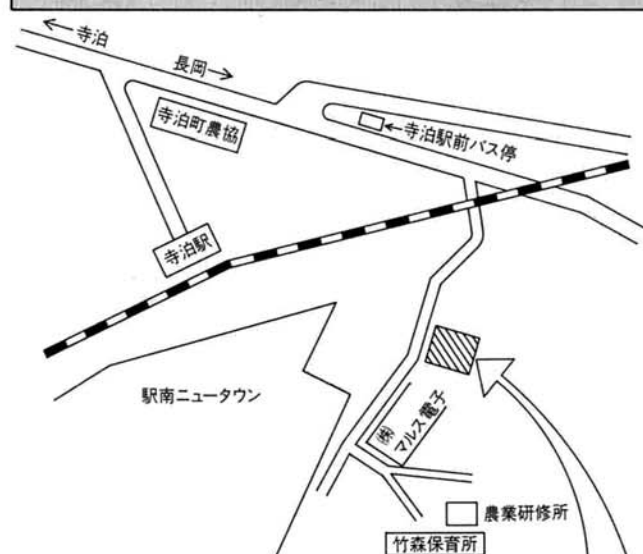 寺泊
長岡
寺泊町農協
寺泊駅前バス停
寺泊駅
駅南ニュータウン
㈱マルス電子
農業研修所
竹森保育所